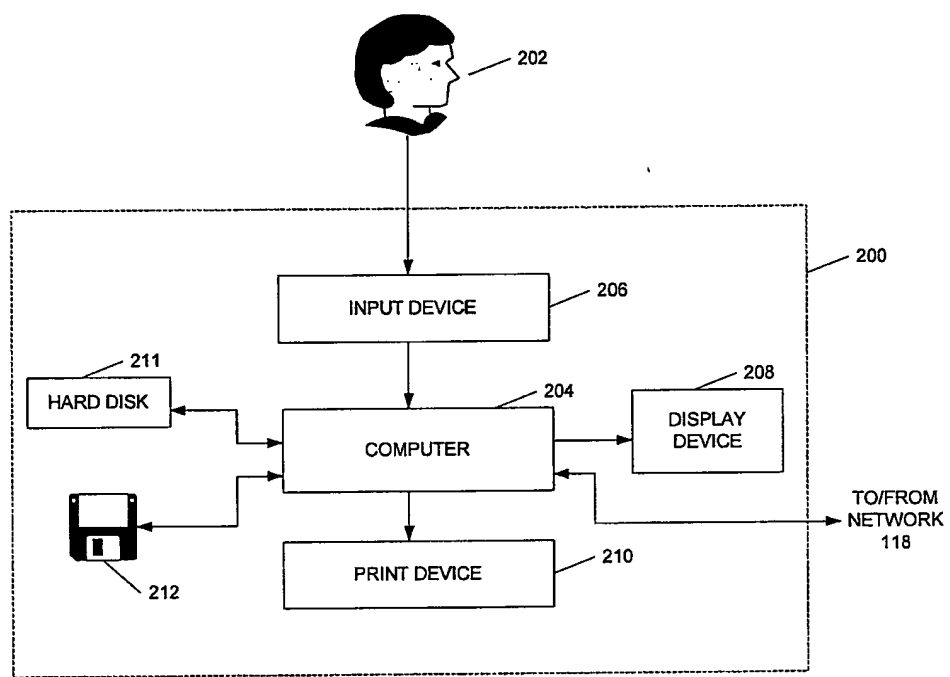 202
200
INPUT DEVICE
206
211
HARD DISK
204
COMPUTER
208
DISPLAY
DEVICE
TO/FROM
NETWORK
118
212
PRINT DEVICE
210